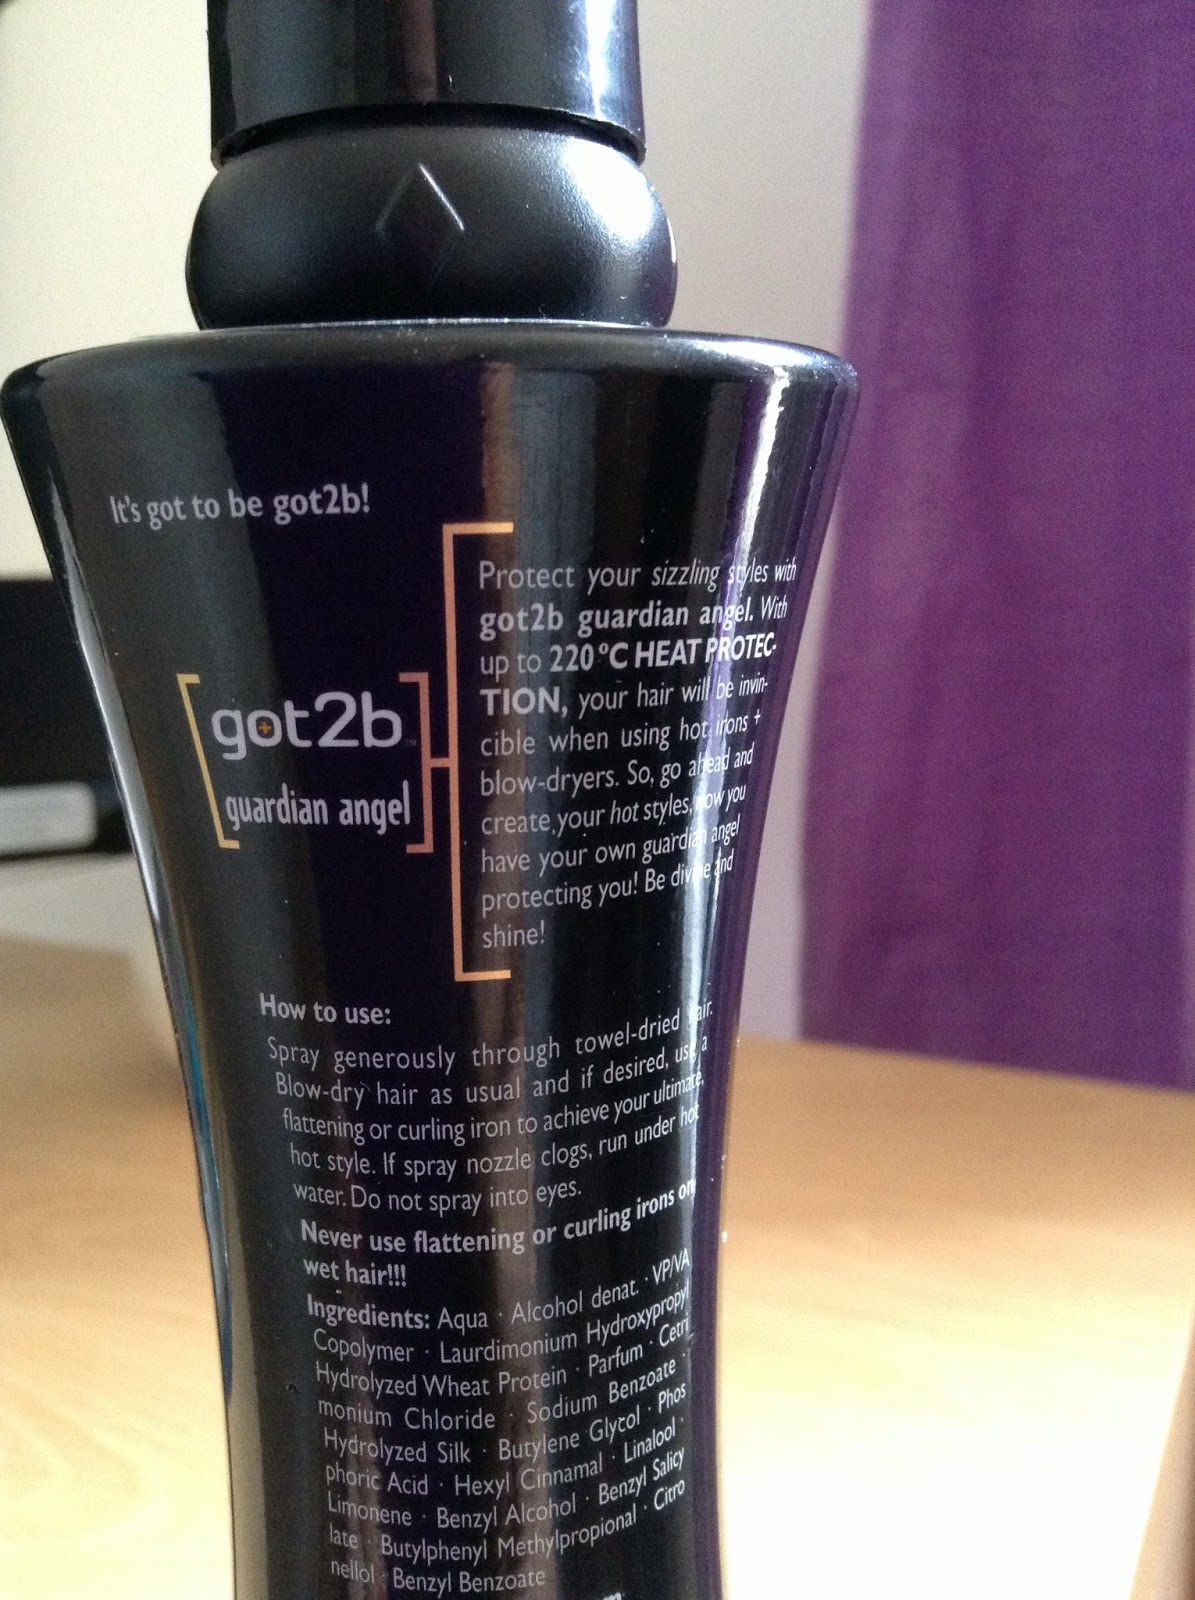 It's got to be got2b!
got2b™
guardian angel
Protect your sizzling styles with
got2b guardian angel. With
up to 220 °C HEAT PROTEC-
TION, your hair will be invin-
cible when using hot irons +
blow-dryers. So, go ahead and
create your hot styles, now you
have your own guardian angel
protecting you! Be divine and
shine!
How to use:
Spray generously through towel-dried hair.
Blow-dry hair as usual and if desired, use a
flattening or curling iron to achieve your ultimate,
hot style. If spray nozzle clogs, run under hot
water. Do not spray into eyes.
Never use flattening or curling irons on
wet hair!!!
Ingredients: Aqua · Alcohol denat. · VP/VA
Copolymer · Laurdimonium Hydroxypropyl
Hydrolyzed Wheat Protein · Parfum · Cetri
monium Chloride · Sodium Benzoate ·
Hydrolyzed Silk · Butylene Glycol · Phos
phoric Acid · Hexyl Cinnamal · Linalool ·
Limonene · Benzyl Alcohol · Benzyl Salicy
late · Butylphenyl Methylpropional · Citro
nellol · Benzyl Benzoate